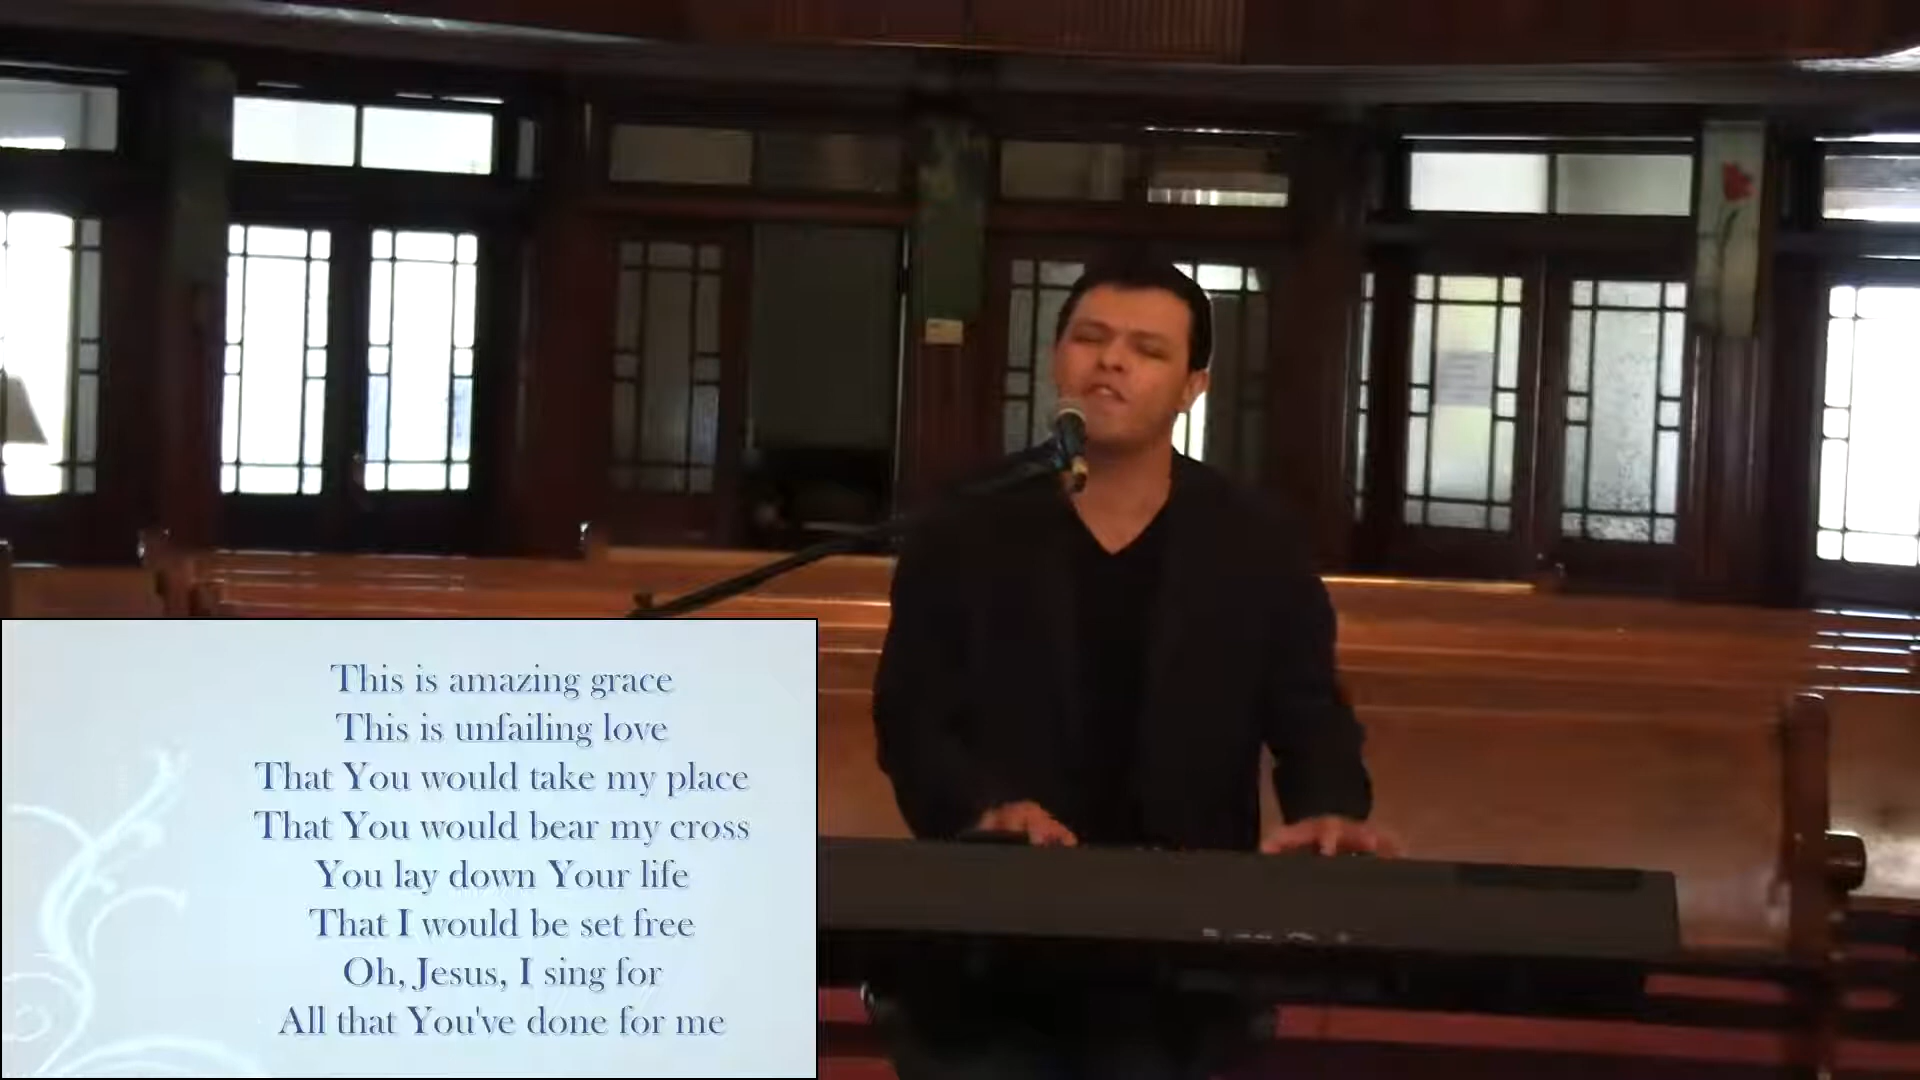 This is amazing grace
This is unfailing love
That You would take my place
That You would bear my cross
You lay down Your life
That I would be set free
Oh, Jesus, I sing for
All that You've done for me